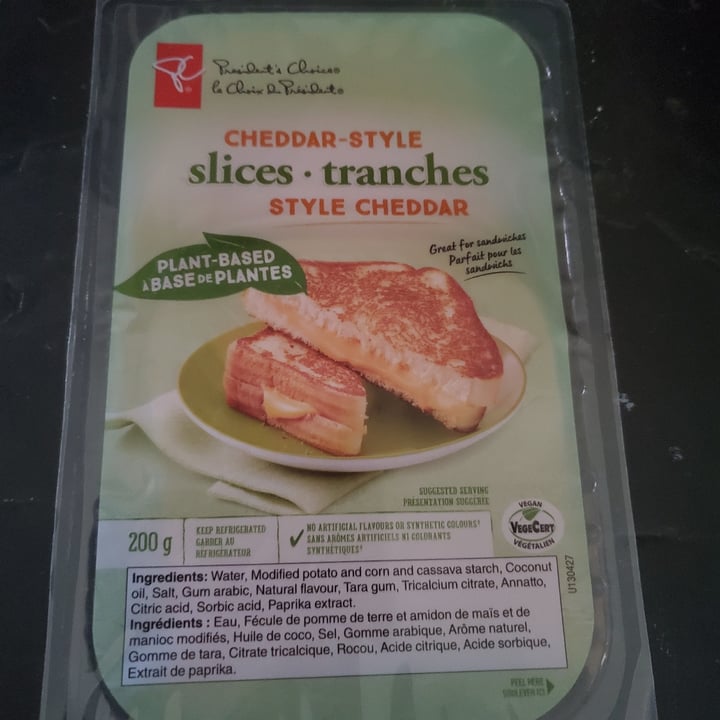 President's Choice®
le Choix du Président®
CHEDDAR-STYLE
slices · tranches
STYLE CHEDDAR
Great for sandwiches
Parfait pour les
sandwichs
PLANT-BASED
À BASE DE PLANTES
SUGGESTED SERVING
PRÉSENTATION SUGGÉRÉE
VEGAN
VEGECERT
VÉGÉTALIEN
200 g
KEEP REFRIGERATED
GARDER AU
RÉFRIGÉRATEUR
NO ARTIFICIAL FLAVOURS OR SYNTHETIC COLOURS†
SANS ARÔMES ARTIFICIELS NI COLORANTS
SYNTHÉTIQUES†
Ingredients: Water, Modified potato and corn and cassava starch, Coconut
oil, Salt, Gum arabic, Natural flavour, Tara gum, Tricalcium citrate, Annatto,
Citric acid, Sorbic acid, Paprika extract.
Ingrédients : Eau, Fécule de pomme de terre et amidon de maïs et de
manioc modifiés, Huile de coco, Sel, Gomme arabique, Arôme naturel,
Gomme de tara, Citrate tricalcique, Rocou, Acide citrique, Acide sorbique,
Extrait de paprika.
U130427
PEEL HERE
SOULEVER ICI